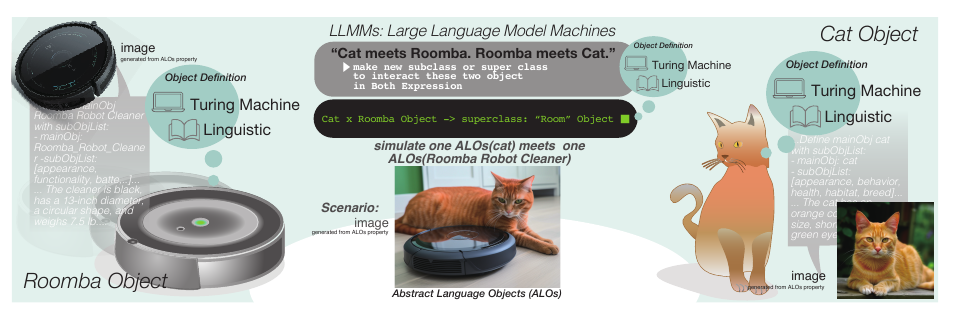 LLMMs: Large Language Model Machines
"Cat meets Roomba. Roomba meets Cat."
make new subclass or super class
to interact these two object
in Both Expression
Cat x Roomba Object -> superclass: "Room" Object
simulate one ALOs(cat) meets one
ALOs(Roomba Robot Cleaner)
Scenario:
image
generated from ALOs property
Abstract Language Objects (ALOs)
image
generated from ALOs property
Object Definition
Turing Machine
Linguistic
mainObj
Roomba Robot Cleaner
with subObjList:
- mainObj:
Roomba_Robot_Cleane
r -subObjList:
[appearance,
functionality, batte...]...
... The cleaner is black,
has a 13-inch diameter,
a circular shape, and
weighs 7.5 lb....
Roomba Object
Object Definition
Turing Machine
Linguistic
Cat Object
Object Definition
Turing Machine
Linguistic
Define mainObj cat
with subObjList:
- mainObj: cat
- subObjList:
[appearance, behavior,
health, habitat, breed]...
... The cat
orange co
size, shor
green eye
image
generated from ALOs property